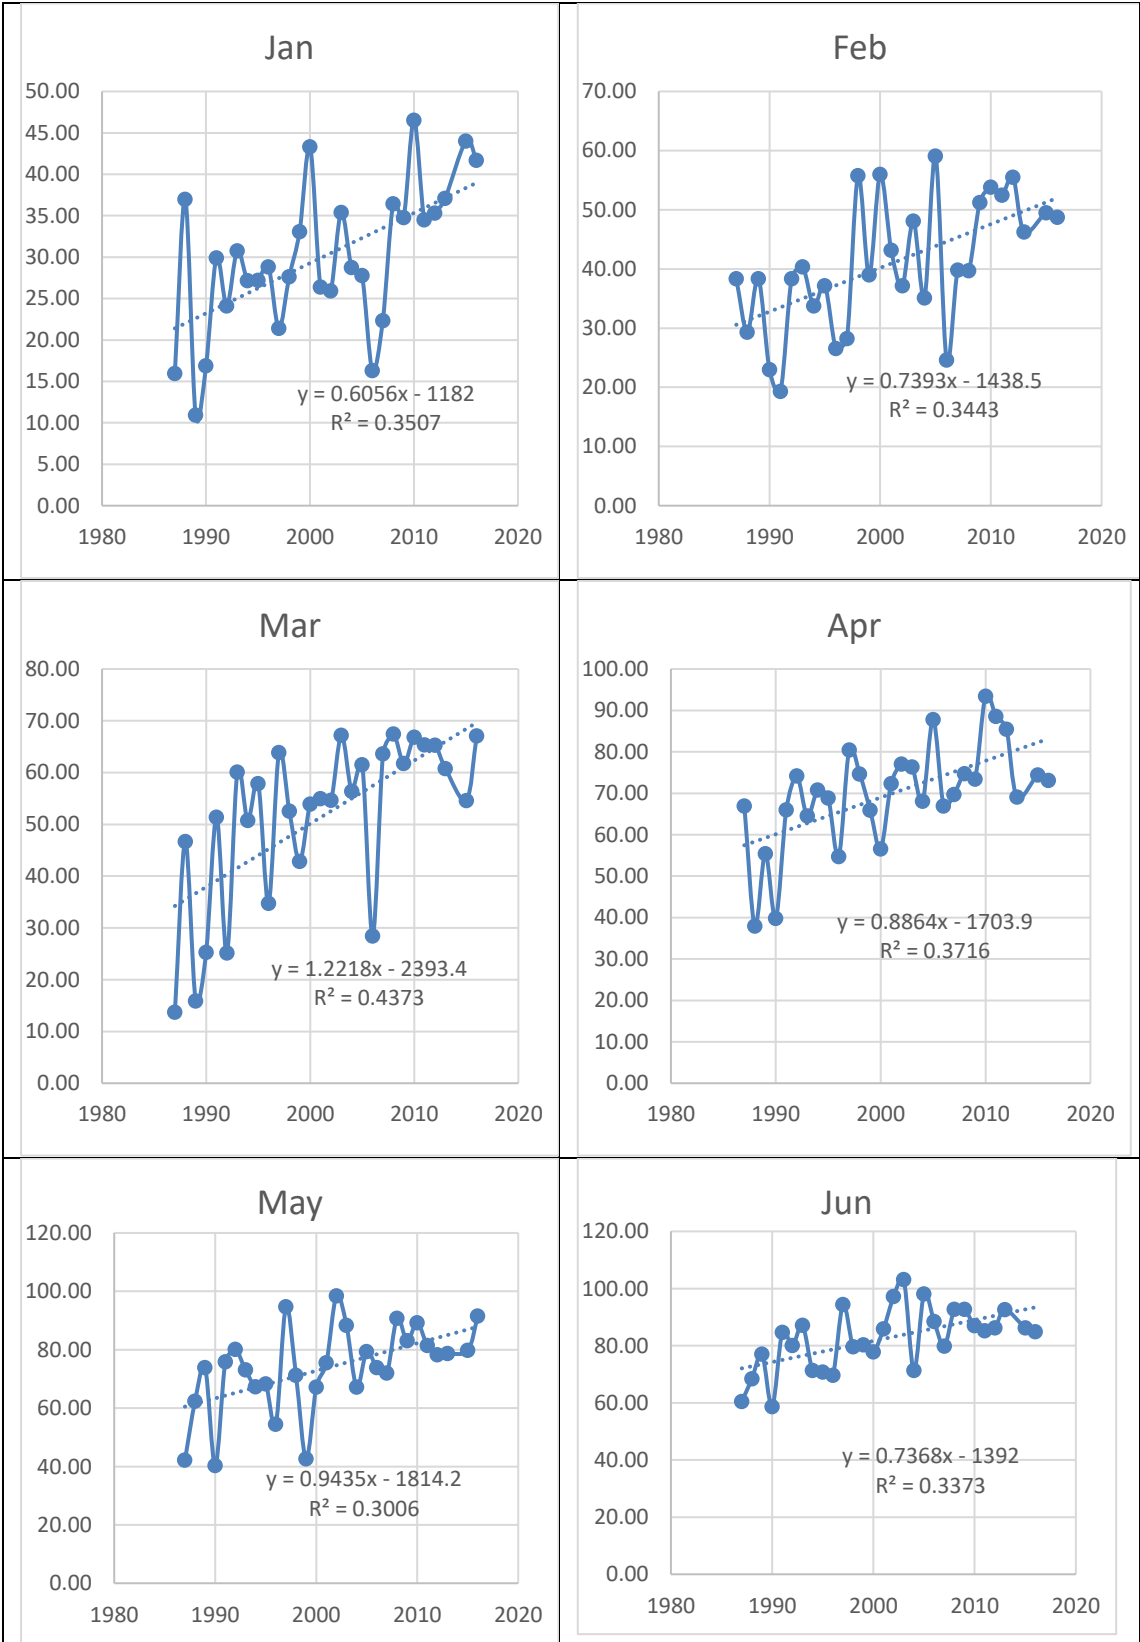 Jan
50.00
45.00
40.00
35.00
30.00
25.00
20.00
15.00
10.00
5.00
0.00
y = 0.6056x - 1182
R² = 0.3507
1980 1990 2000 2010 2020
Feb
70.00
60.00
50.00
40.00
30.00
20.00
10.00
0.00
y = 0.7393x - 1438.5
R² = 0.3443
1980 1990 2000 2010 2020
Mar
80.00
70.00
60.00
50.00
40.00
30.00
20.00
10.00
0.00
y = 1.2218x - 2393.4
R² = 0.4373
1980 1990 2000 2010 2020
Apr
100.00
90.00
80.00
70.00
60.00
50.00
40.00
30.00
20.00
10.00
0.00
y = 0.8864x - 1703.9
R² = 0.3716
1980 1990 2000 2010 2020
May
120.00
100.00
80.00
60.00
40.00
20.00
0.00
y = 0.9435x - 1814.2
R² = 0.3006
1980 1990 2000 2010 2020
Jun
120.00
100.00
80.00
60.00
40.00
20.00
0.00
y = 0.7368x - 1392
R² = 0.3373
1980 1990 2000 2010 2020